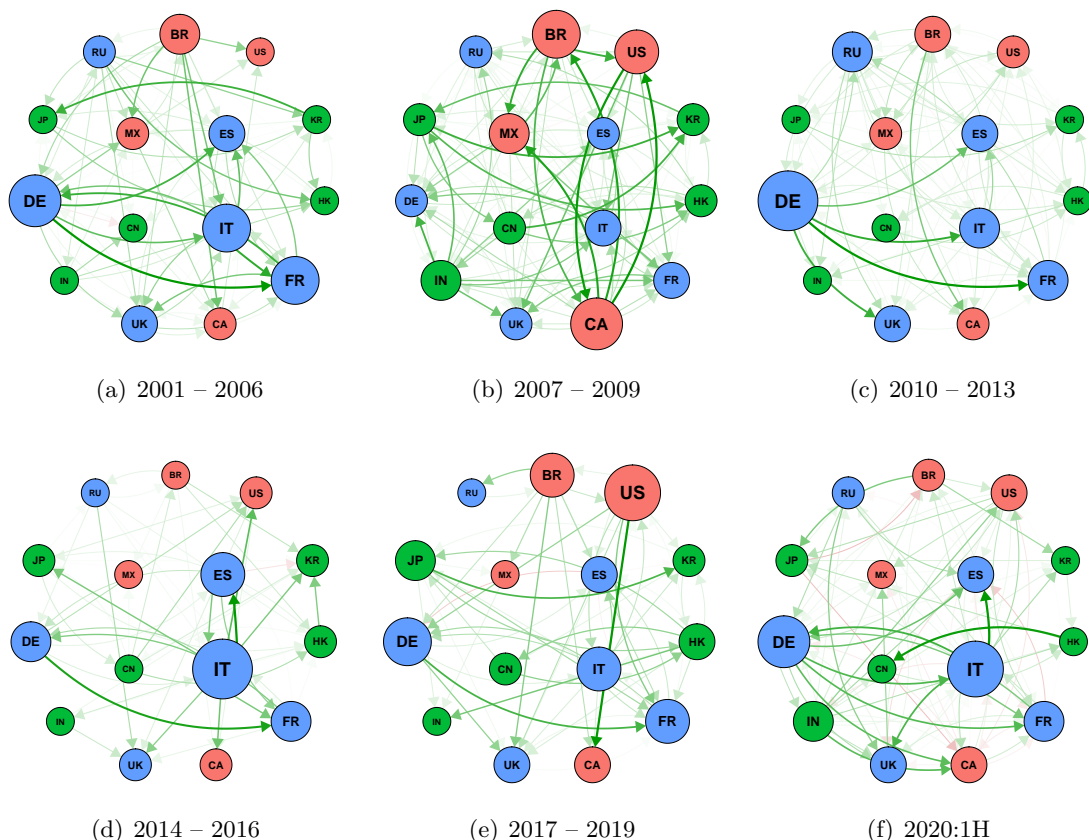 BR
RU
US
JP
MX
ES
KR
DE
CN
IT
HK
IN
FR
UK
CA
(a) 2001 – 2006
BR
RU
US
JP
MX
ES
KR
DE
CN
IT
HK
IN
FR
UK
CA
(b) 2007 – 2009
BR
RU
US
JP
MX
ES
KR
DE
CN
IT
HK
IN
FR
UK
CA
(c) 2010 – 2013
BR
RU
US
JP
MX
ES
KR
DE
CN
IT
HK
IN
FR
UK
CA
(d) 2014 – 2016
BR
RU
US
JP
MX
ES
KR
DE
CN
IT
HK
IN
FR
UK
CA
(e) 2017 – 2019
BR
RU
US
JP
MX
ES
KR
DE
CN
IT
HK
IN
FR
UK
CA
(f) 2020:1H